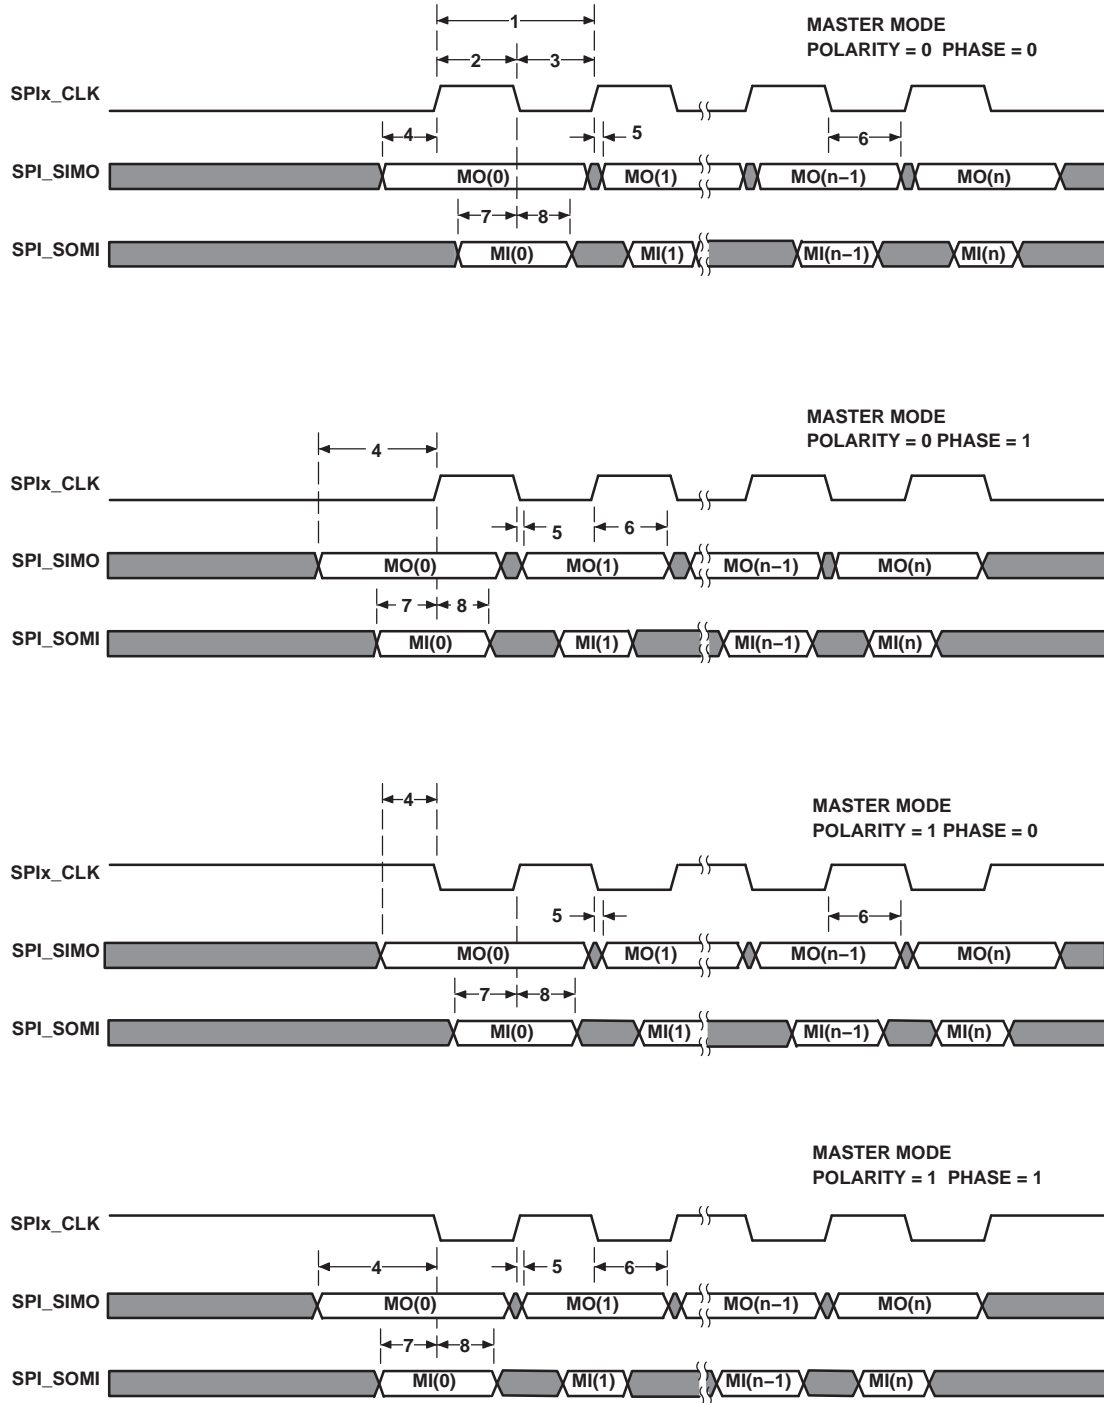 1
MASTER MODE
POLARITY = 0 PHASE = 0
2 3
SPIx_CLK
4 5 6
SPI_SIMO MO(0) MO(1) MO(n−1) MO(n)
7 8
SPI_SOMI MI(0) MI(1) MI(n−1) MI(n)
MASTER MODE
POLARITY = 0 PHASE = 1
4
SPIx_CLK
5 6
SPI_SIMO MO(0) MO(1) MO(n−1) MO(n)
7 8
SPI_SOMI MI(0) MI(1) MI(n−1) MI(n)
4
MASTER MODE
POLARITY = 1 PHASE = 0
SPIx_CLK
5 6
SPI_SIMO MO(0) MO(1) MO(n−1) MO(n)
7 8
SPI_SOMI MI(0) MI(1) MI(n−1) MI(n)
MASTER MODE
POLARITY = 1 PHASE = 1
SPIx_CLK
4 5 6
SPI_SIMO MO(0) MO(1) MO(n−1) MO(n)
7 8
SPI_SOMI MI(0) MI(1) MI(n−1) MI(n)